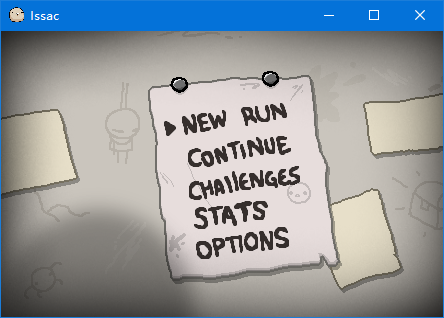 Issac
NEW RUN
CONTINUE
CHALLENGES
STATS
OPTIONS